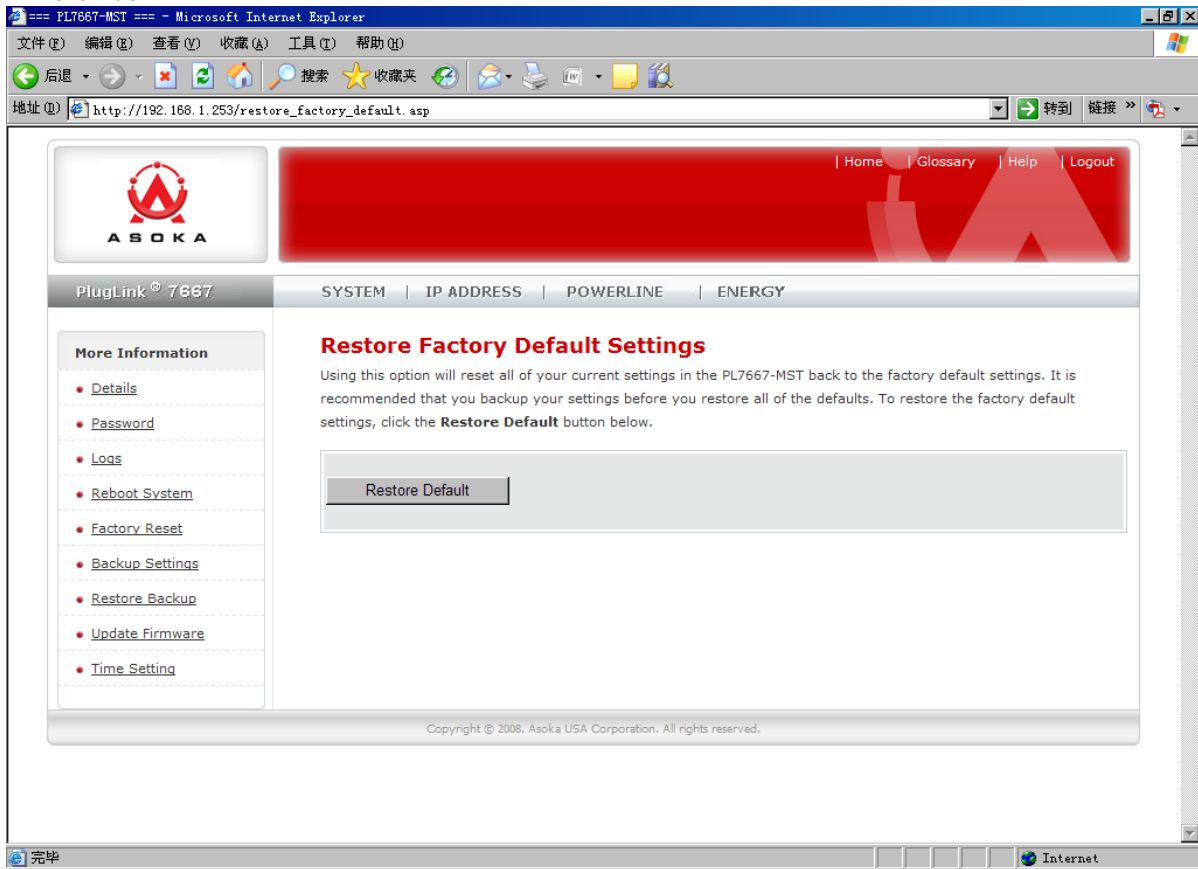 === PL7667-MST === - Microsoft Internet Explorer
文件(F) 编辑(E) 查看(V) 收藏(A) 工具(T) 帮助(H)
后退 搜索 收藏夹
地址(D) http://192.168.1.253/restore_factory_default.asp 转到 链接 »
| Home | Glossary | Help | Logout
ASOKA
PlugLink ® 7667
SYSTEM | IP ADDRESS | POWERLINE | ENERGY
More Information
Details
Password
Logs
Reboot System
Factory Reset
Backup Settings
Restore Backup
Update Firmware
Time Setting
Restore Factory Default Settings
Using this option will reset all of your current settings in the PL7667-MST back to the factory default settings. It is
recommended that you backup your settings before you restore all of the defaults. To restore the factory default
settings, click the Restore Default button below.
Restore Default
Copyright © 2008. Asoka USA Corporation. All rights reserved.
完毕 Internet